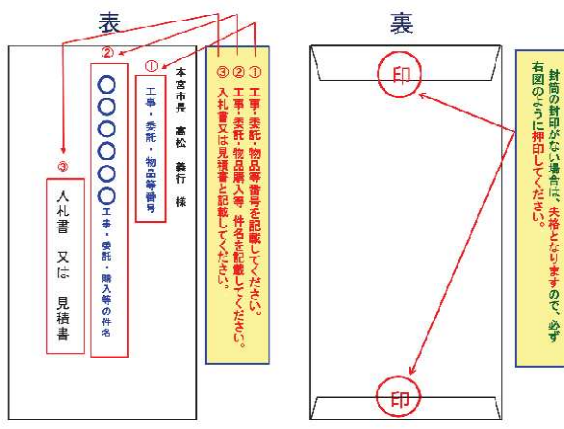 表
本宮市長 高松 義行 様
①
工事・委託・物品等番号
②
〇〇〇〇〇〇工事・委託・購入等の件名
③
入札書 又は 見積書
①工事・委託・物品等番号を記載してください。
②工事・委託・物品購入等 件名を記載してください。
③入札書又は見積書と記載してください。
裏
印
印
封筒の封印がない場合は、失格となりますので、必ず
右図のように押印してください。